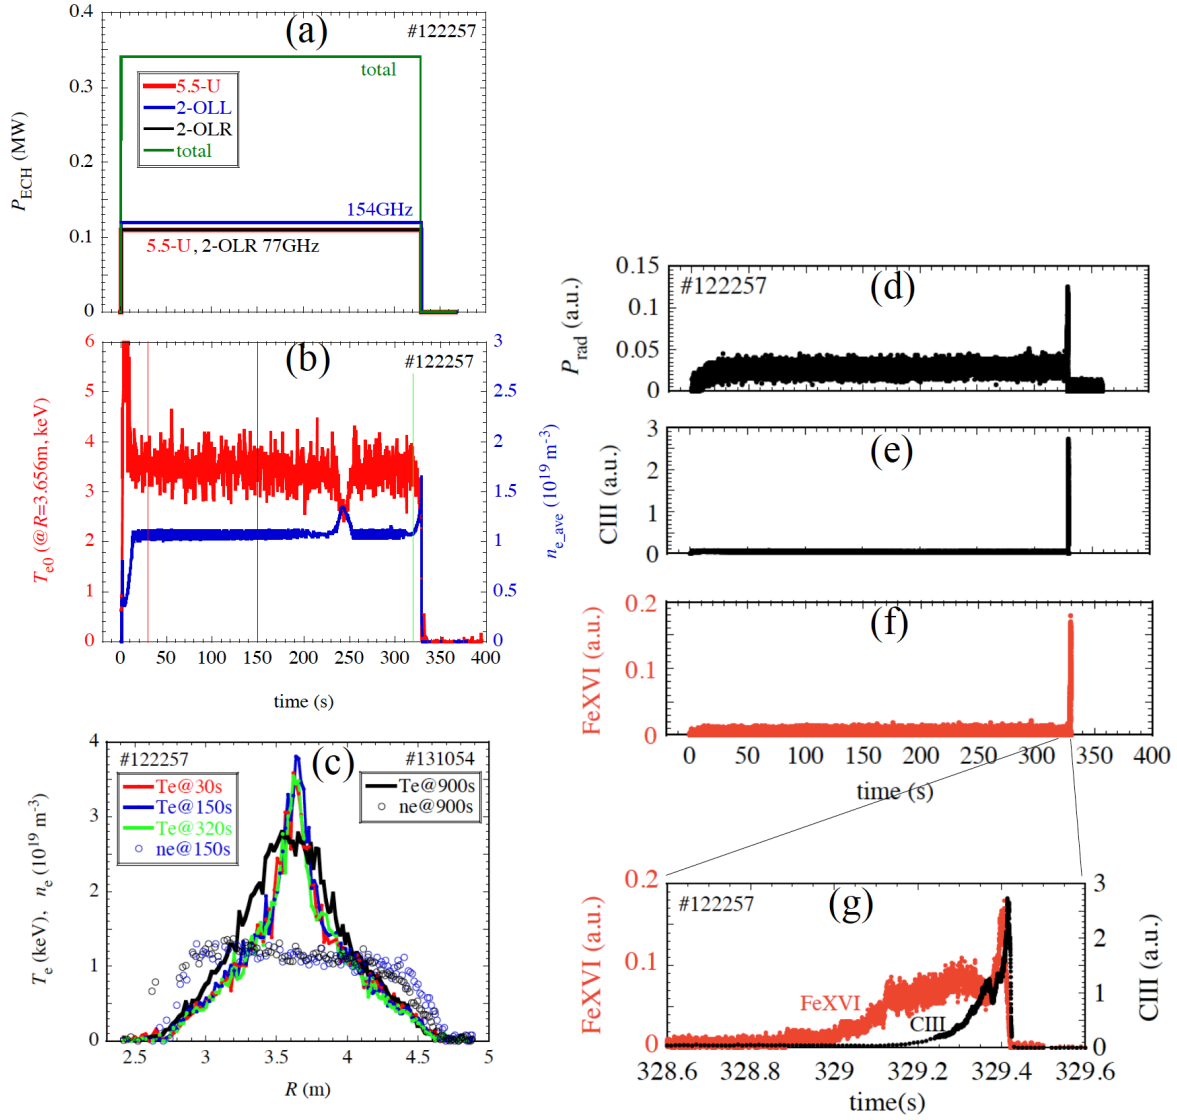 (a)
#122257
total
5.5-U
2-OLL
2-OLR
total
154GHz
5.5-U, 2-OLR 77GHz
P_ECH (MW)
0.4
0.3
0.2
0.1
0
(b)
#122257
T_e0 (@R=3.656m, keV)
6
5
4
3
2
1
0
n_e_ave (10^19 m^-3)
3
2.5
2
1.5
1
0.5
0
0 50 100 150 200 250 300 350 400
time (s)
(c)
#122257
#131054
Te@30s
Te@150s
Te@320s
ne@150s
Te@900s
ne@900s
T_e (keV), n_e (10^19 m^-3)
4
3
2
1
0
2.5 3 3.5 4 4.5 5
R (m)
(d)
#122257
P_rad (a.u.)
0.15
0.10
0.05
0
(e)
CIII (a.u.)
3
2
1
0
(f)
FeXVI (a.u.)
0.2
0.1
0
0 50 100 150 200 250 300 350 400
time (s)
(g)
#122257
FeXVI (a.u.)
0.2
0.1
0
FeXVI
CIII
CIII (a.u.)
3
2
1
0
328.6 328.8 329 329.2 329.4 329.6
time(s)